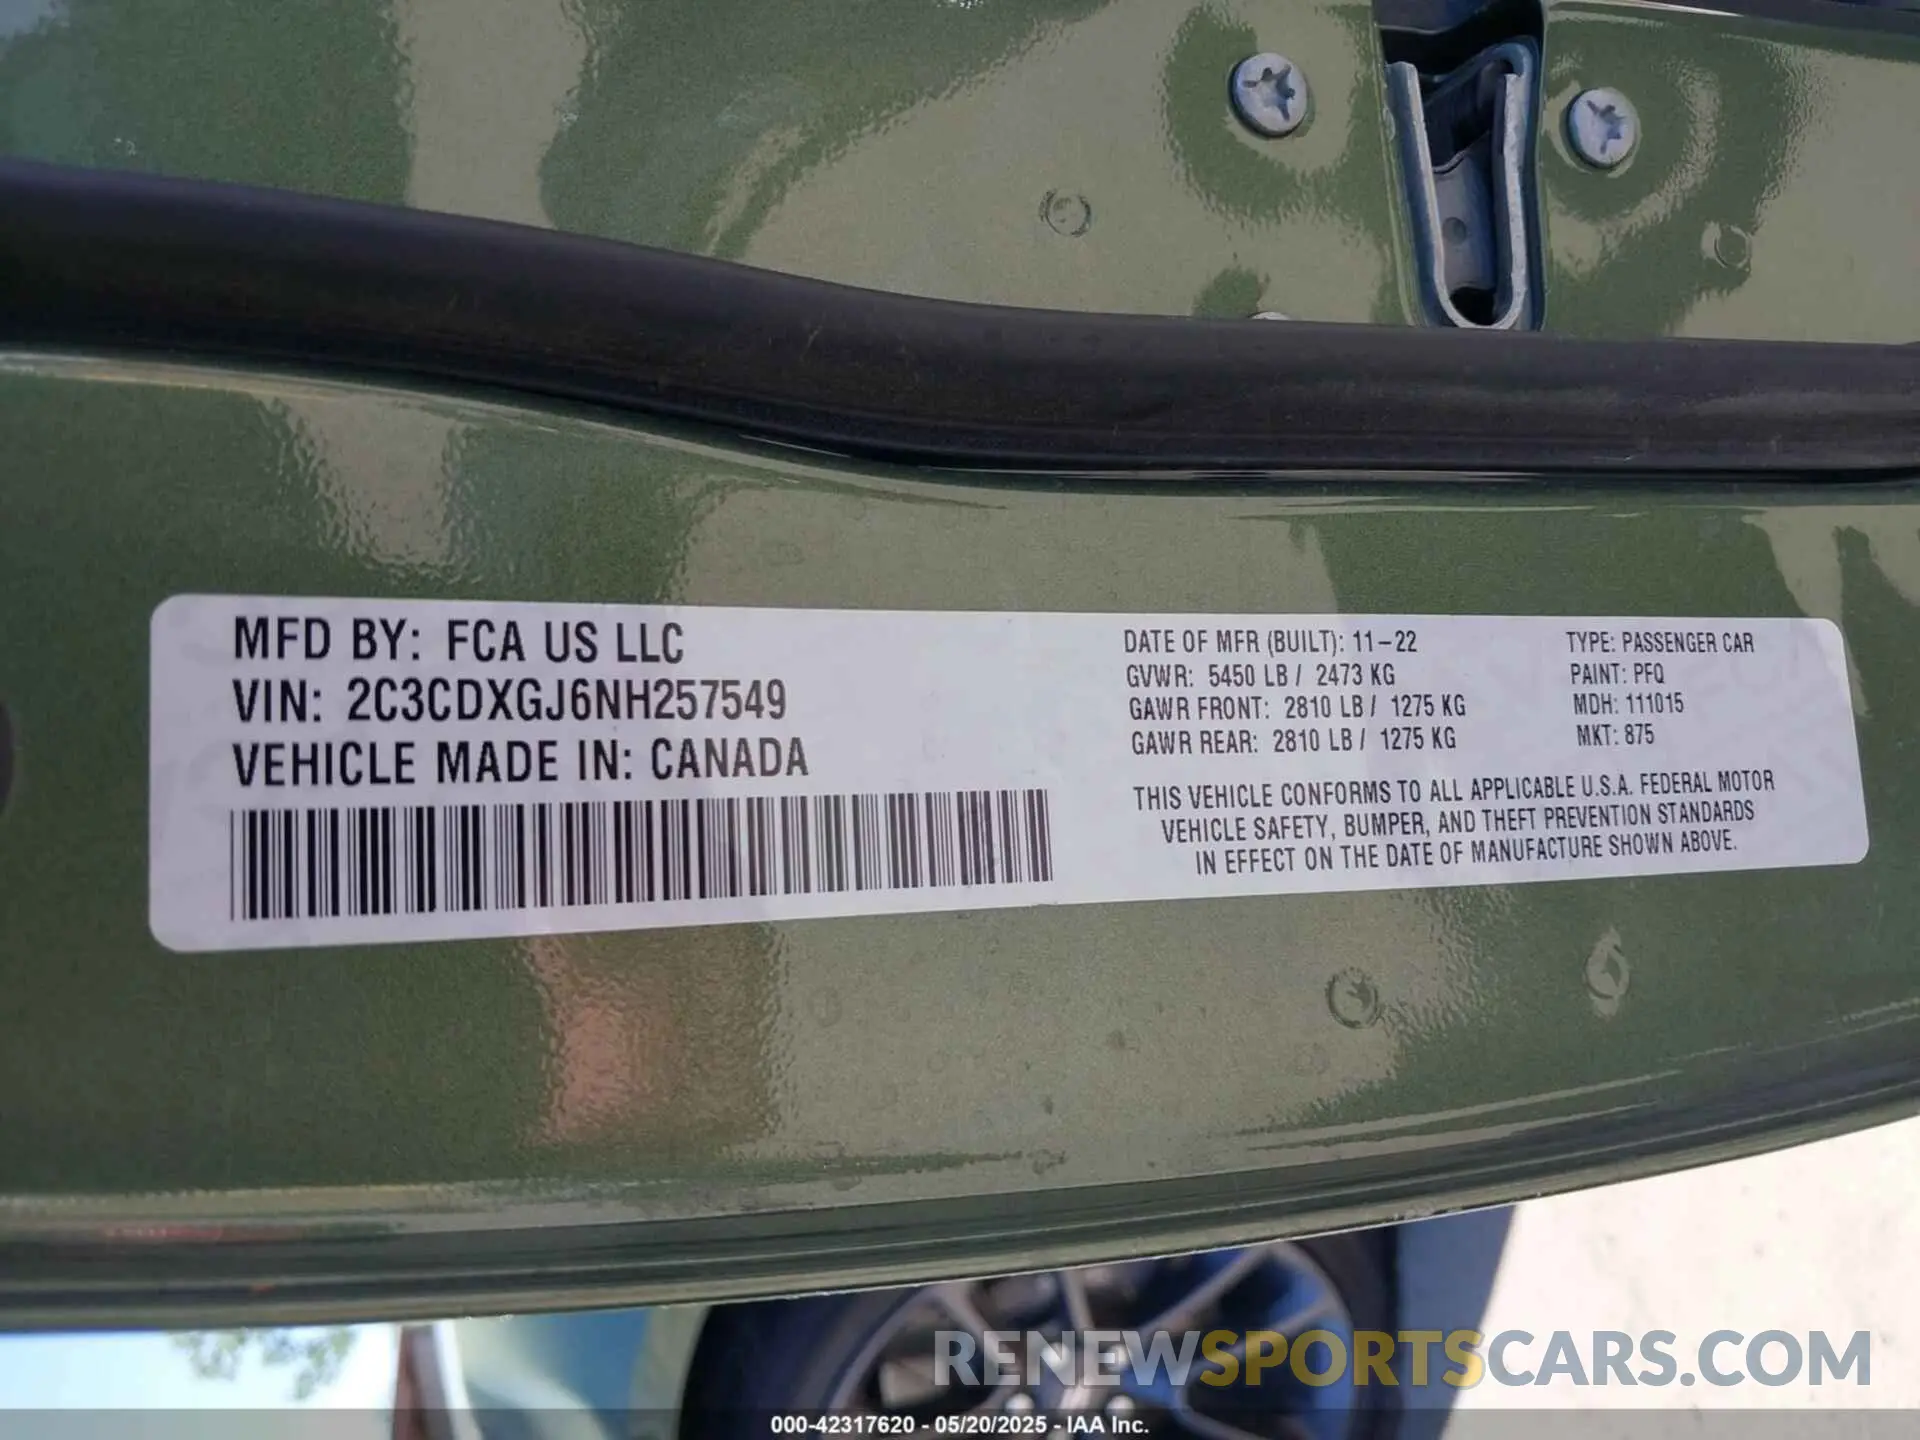 MFD BY: FCA US LLC
VIN: 2C3CDXGJ6NH257549
VEHICLE MADE IN: CANADA
DATE OF MFR (BUILT): 11-22
GVWR: 5450 LB / 2473 KG
GAWR FRONT: 2810 LB / 1275 KG
GAWR REAR: 2810 LB / 1275 KG
TYPE: PASSENGER CAR
PAINT: PFQ
MDH: 111015
MKT: 875
THIS VEHICLE CONFORMS TO ALL APPLICABLE U.S.A. FEDERAL MOTOR
VEHICLE SAFETY, BUMPER, AND THEFT PREVENTION STANDARDS
IN EFFECT ON THE DATE OF MANUFACTURE SHOWN ABOVE.
RENEWSPORTSCARS.COM
000-42317620 - 05/20/2025 - IAA Inc.